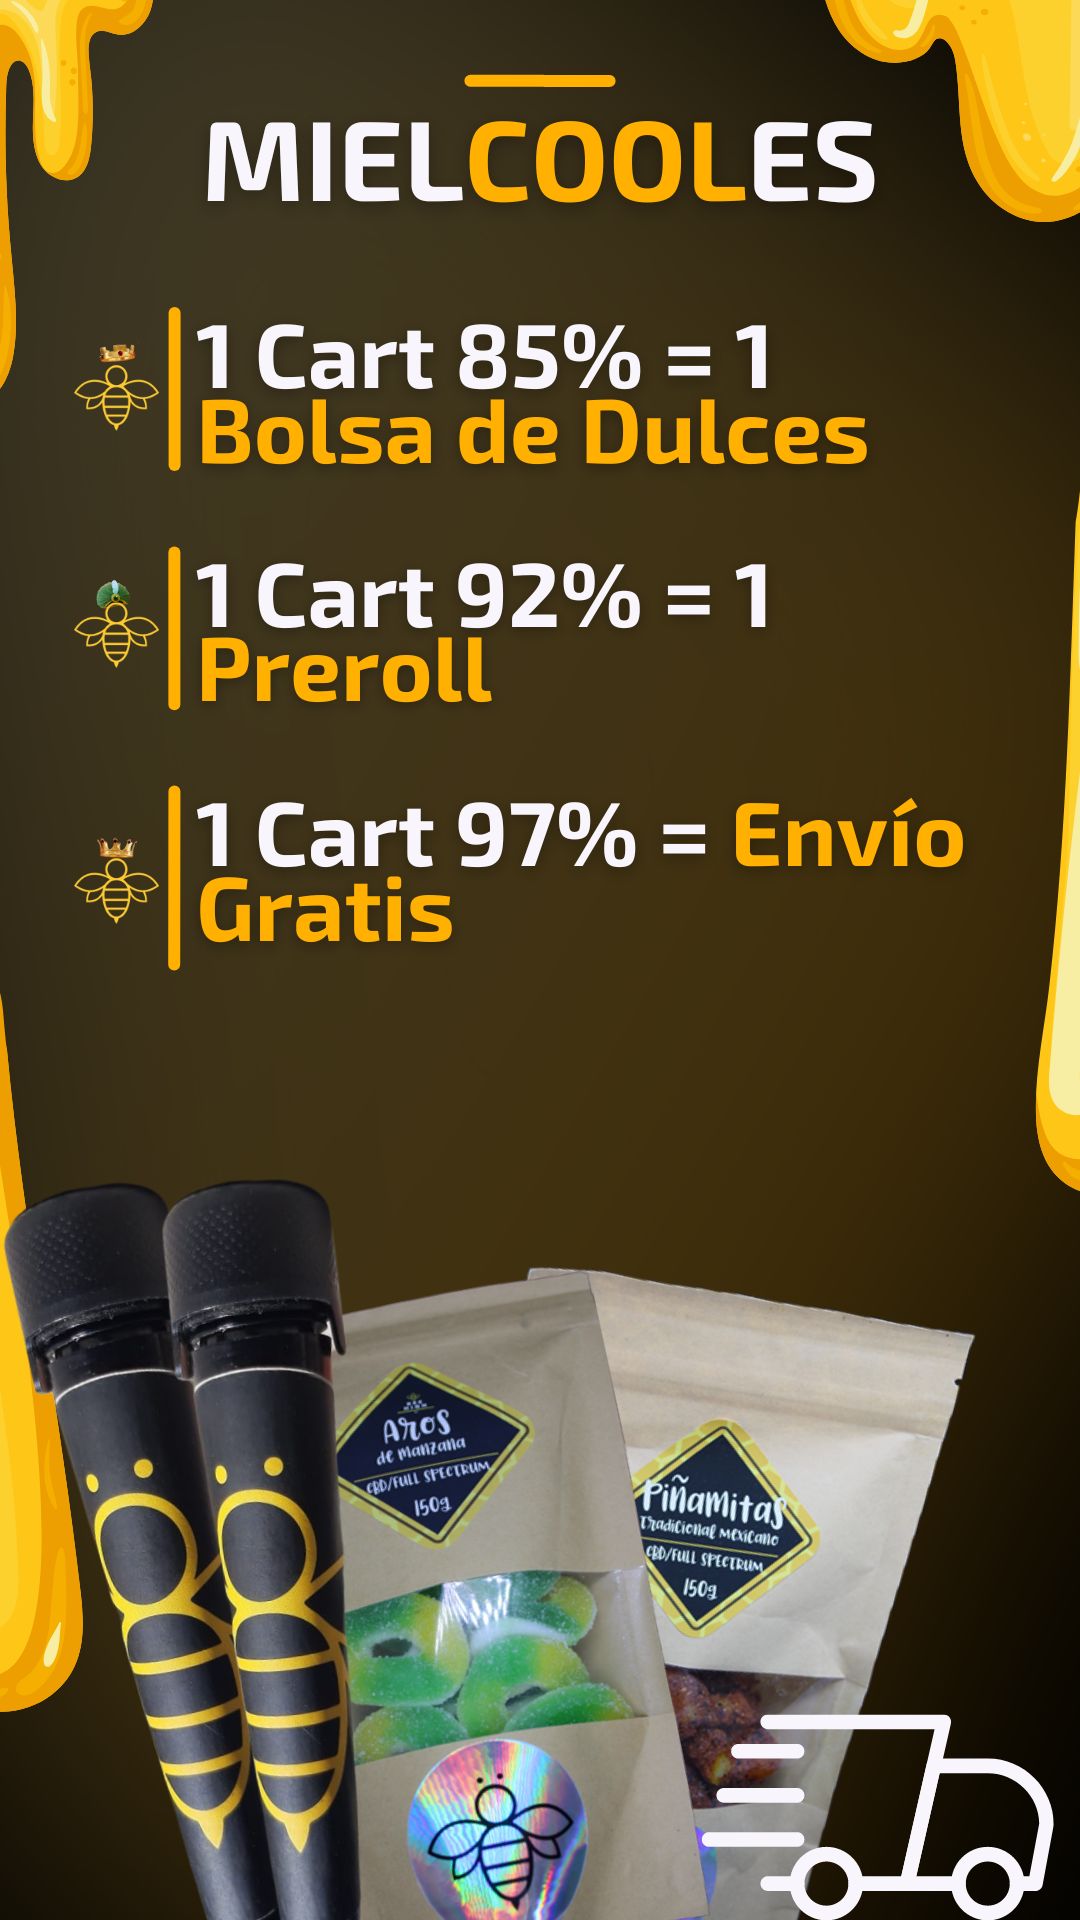 MIELCOOLES
1 Cart 85% = 1
Bolsa de Dulces
1 Cart 92% = 1
Preroll
1 Cart 97% = Envío
Gratis
Aros
de manzana
CBD/FULL SPECTRUM
150g
Piñamitas
Tradicional mexicano
CBD/FULL SPECTRUM
150g